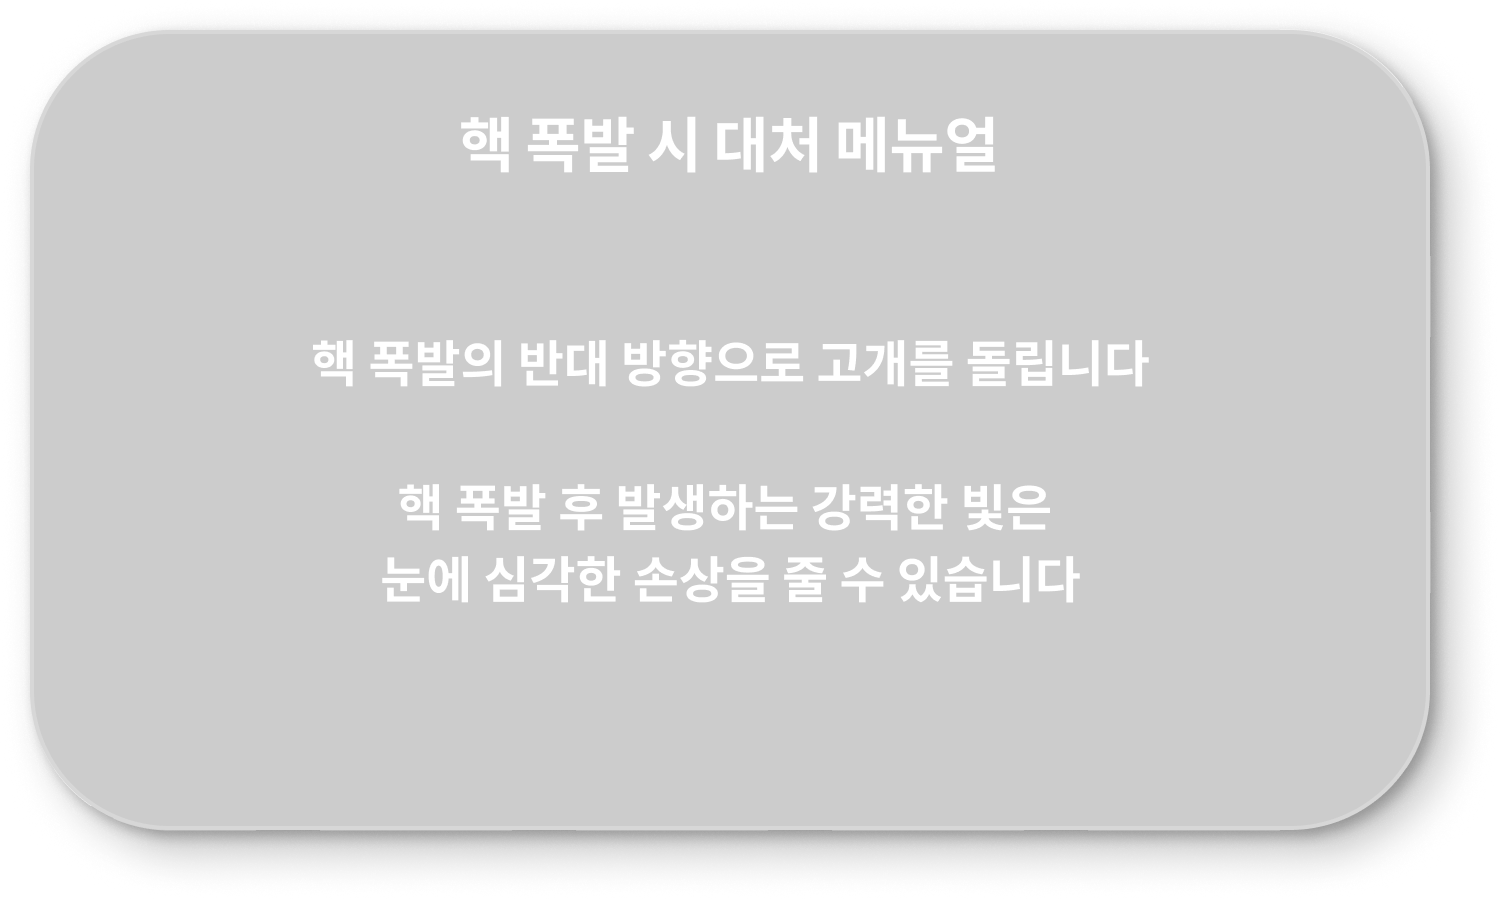 핵 폭발 시 대처 메뉴얼
핵 폭발의 반대 방향으로 고개를 돌립니다
핵 폭발 후 발생하는 강력한 빛은
눈에 심각한 손상을 줄 수 있습니다